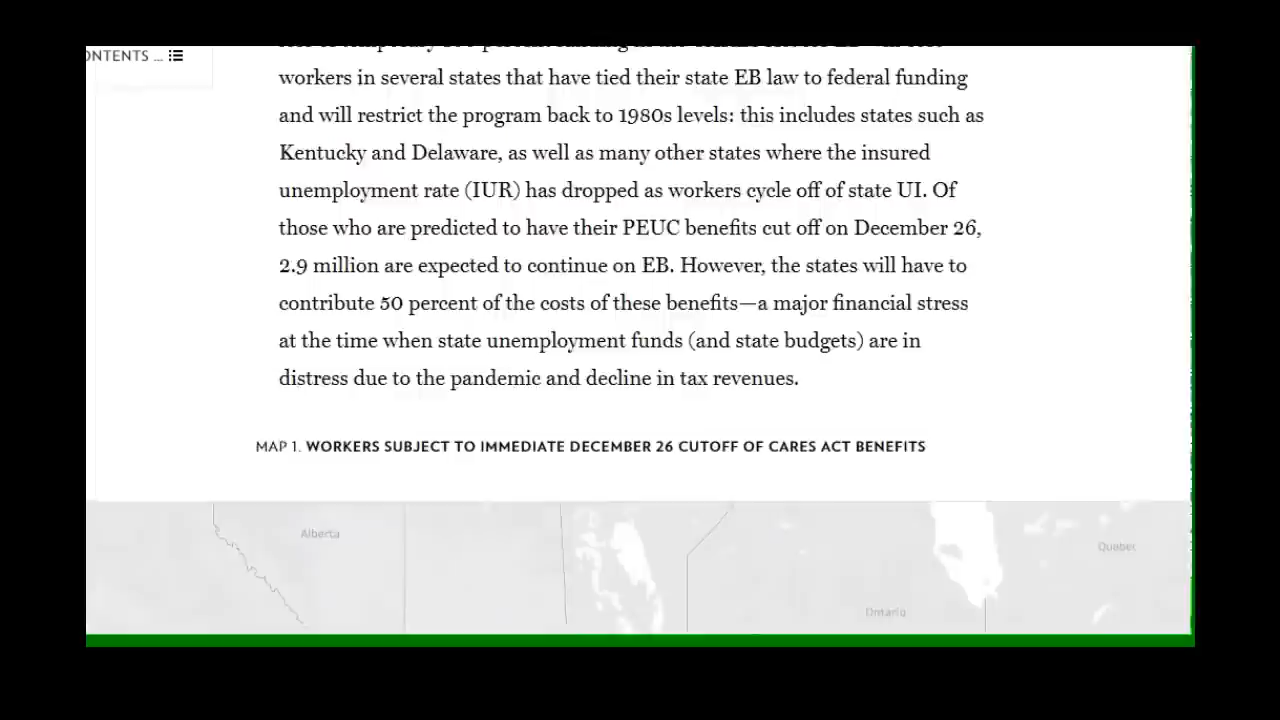 ONTENTS ...
workers in several states that have tied their state EB law to federal funding
and will restrict the program back to 1980s levels: this includes states such as
Kentucky and Delaware, as well as many other states where the insured
unemployment rate (IUR) has dropped as workers cycle off of state UI. Of
those who are predicted to have their PEUC benefits cut off on December 26,
2.9 million are expected to continue on EB. However, the states will have to
contribute 50 percent of the costs of these benefits—a major financial stress
at the time when state unemployment funds (and state budgets) are in
distress due to the pandemic and decline in tax revenues.
MAP 1. WORKERS SUBJECT TO IMMEDIATE DECEMBER 26 CUTOFF OF CARES ACT BENEFITS
Alberta
Quebec
Ontario